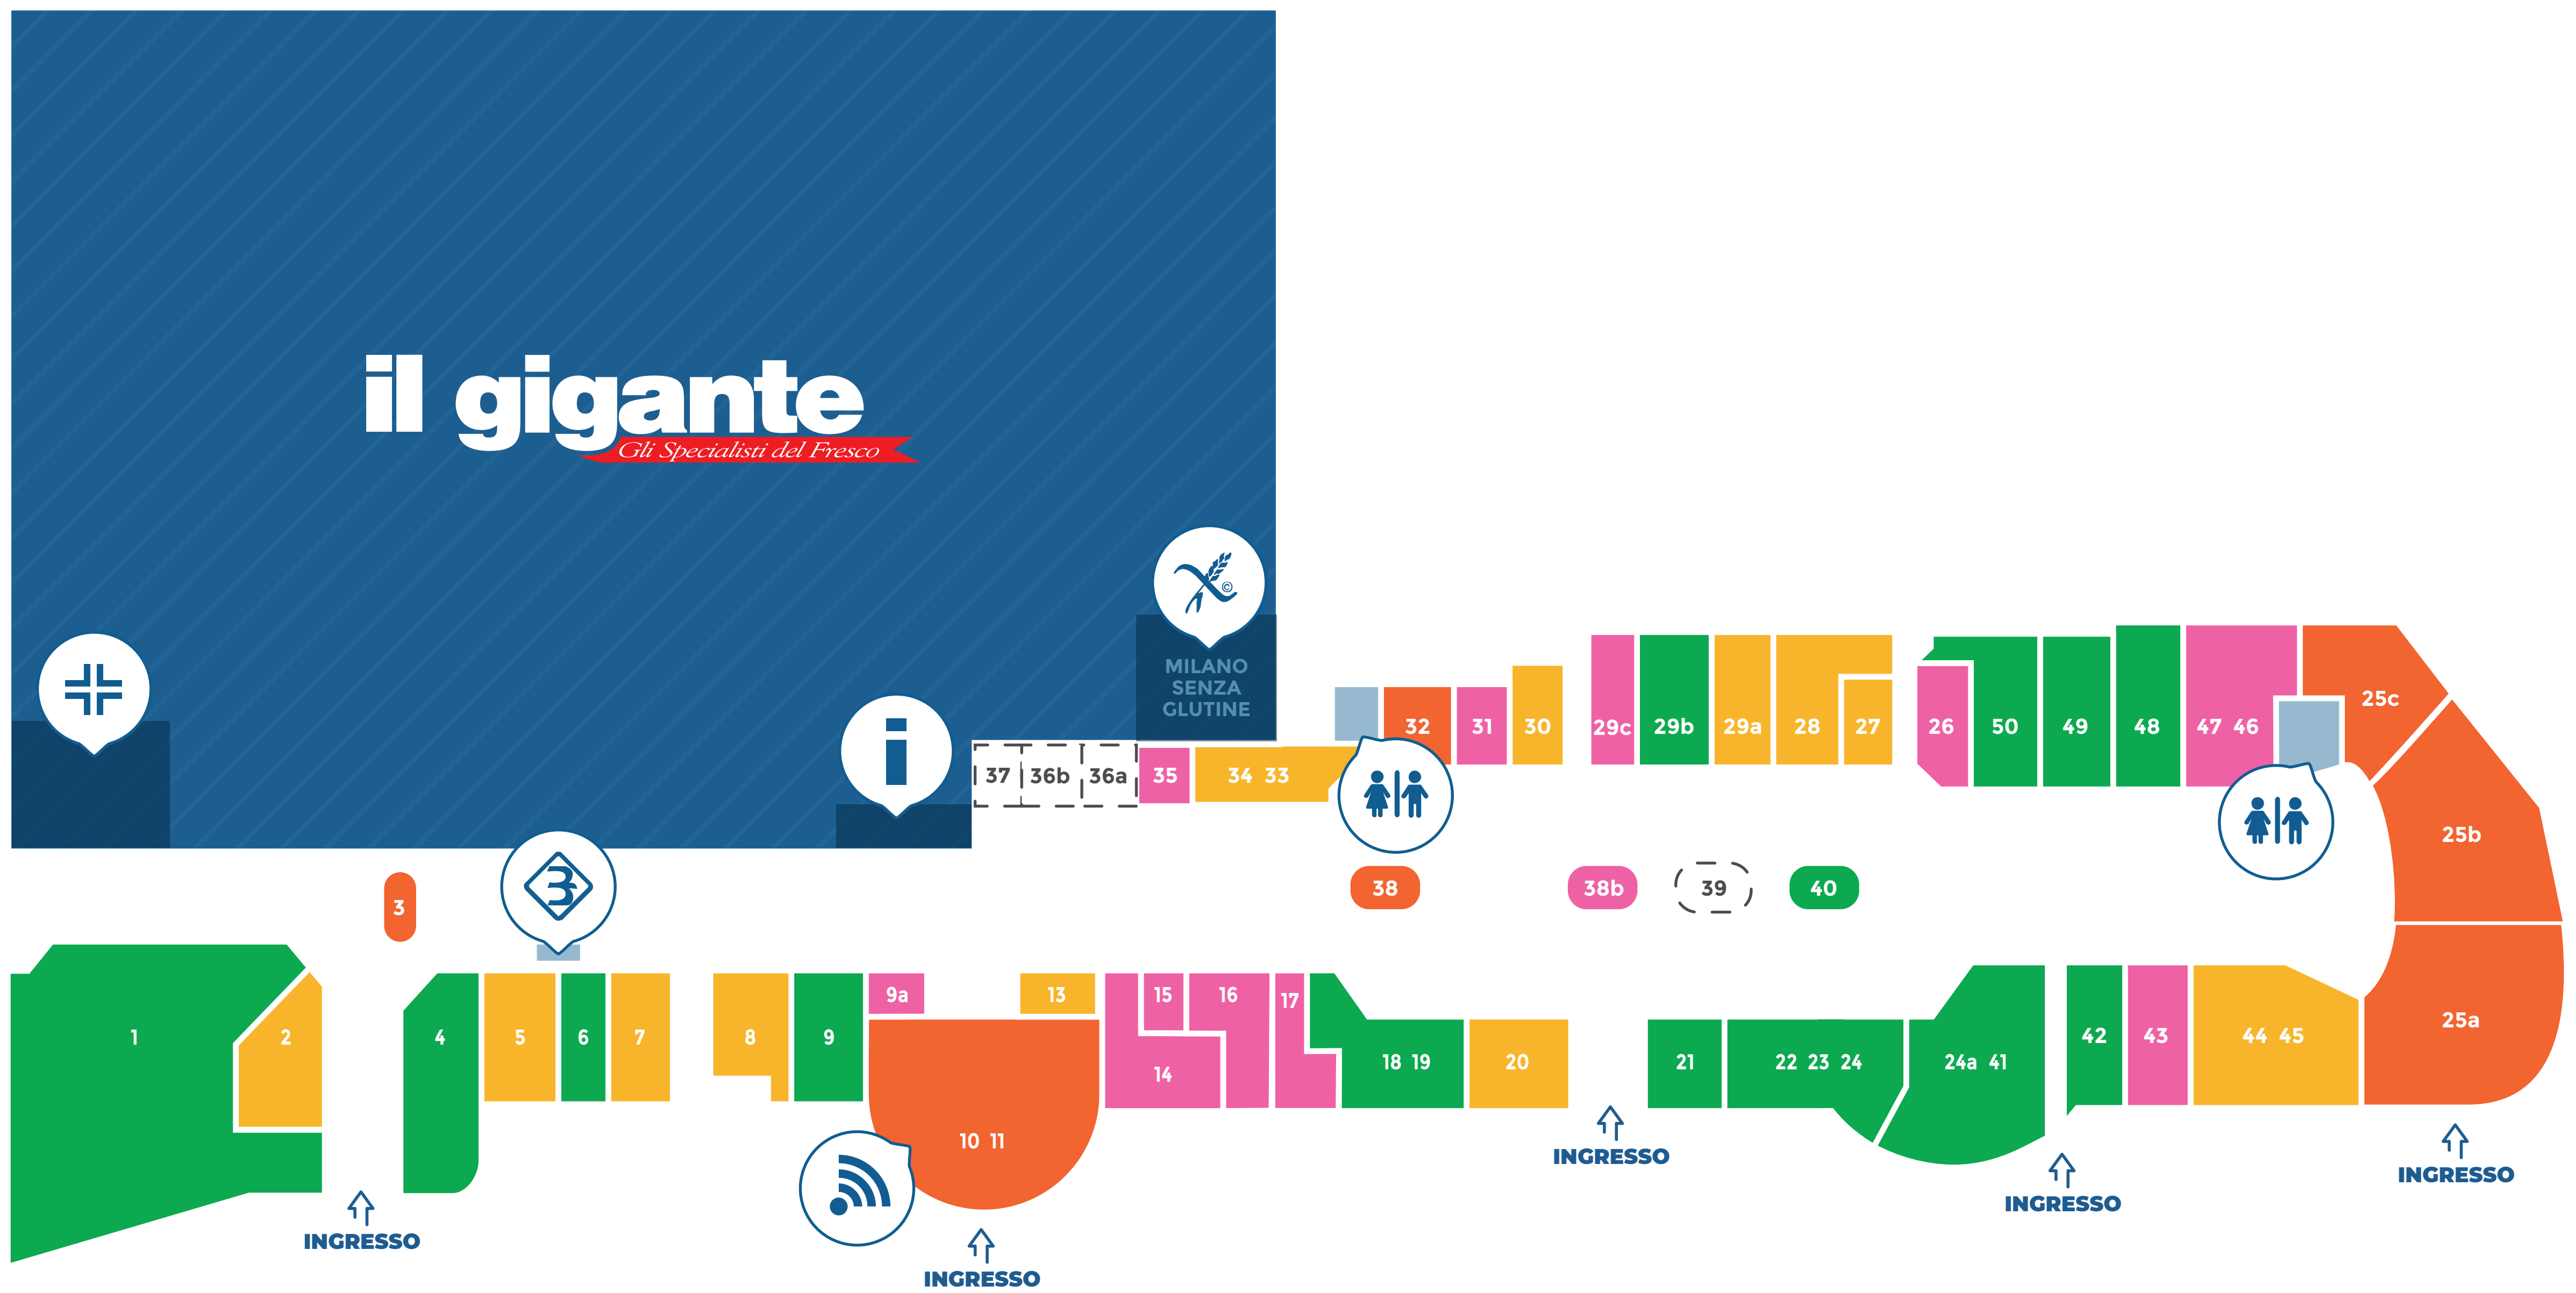 il gigante
Gli Specialisti del Fresco
©
MILANO
SENZA
GLUTINE
i
37 36b 36a 35 34 33
32 31 30 29c 29b 29a 28 27 26 50 49 48 47 46 25c
25b
25a
3
38 38b 39 40
1 2 4 5 6 7 8 9 9a 13 15 16 17
14
10 11
18 19 20 21 22 23 24 24a 41 42 43 44 45
INGRESSO
INGRESSO
INGRESSO
INGRESSO
INGRESSO